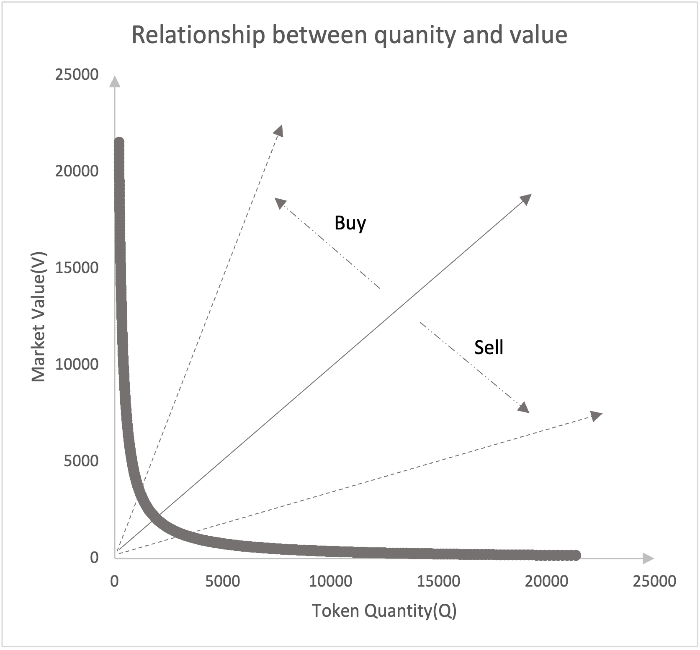 Relationship between quanity and value
25000
20000
Buy
15000
Market Value(V)
Sell
10000
5000
0
0 5000 10000 15000 20000 25000
Token Quantity(Q)